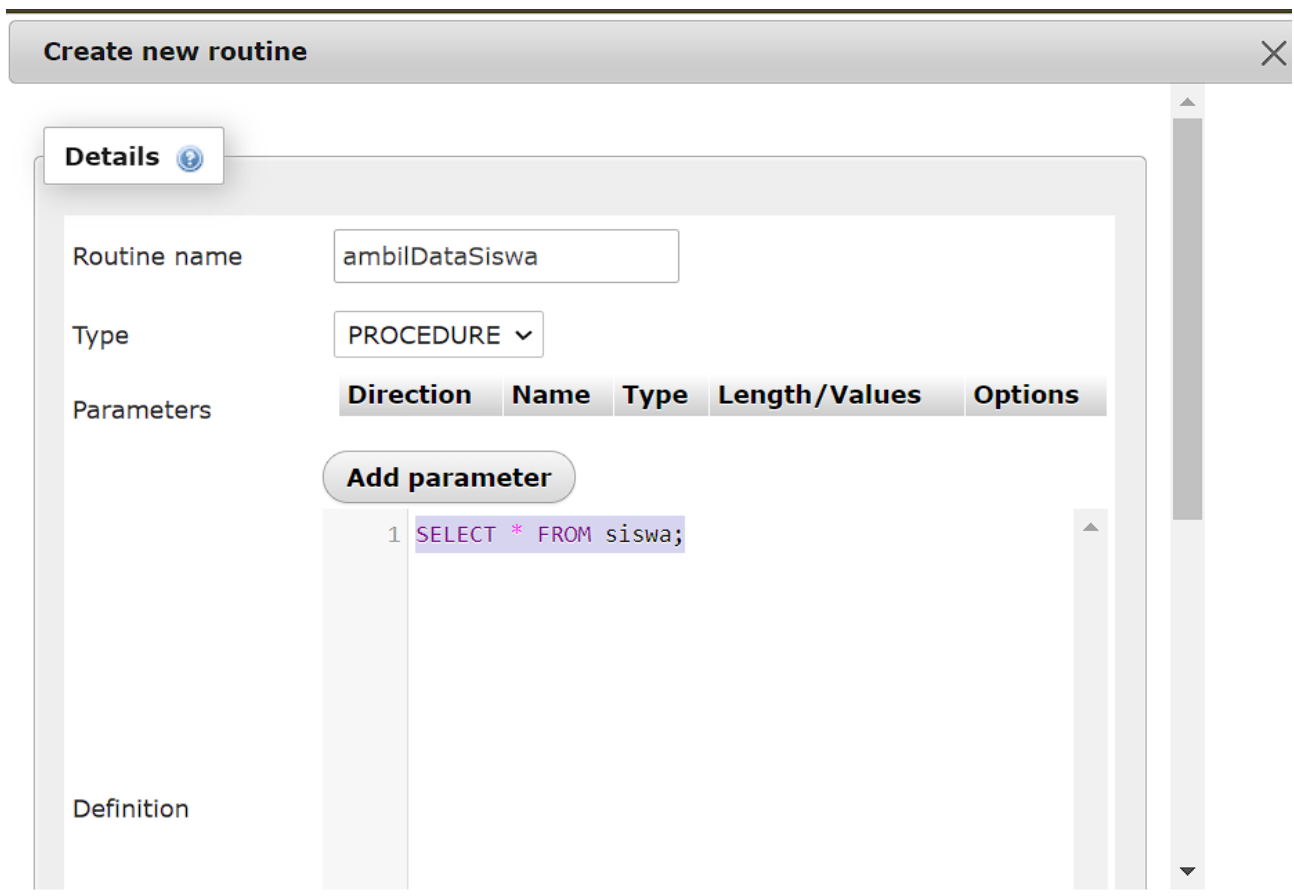 Create new routine
Details
Routine name
ambilDataSiswa
Type
PROCEDURE
Parameters
Direction Name Type Length/Values Options
Add parameter
1 SELECT * FROM siswa;
Definition